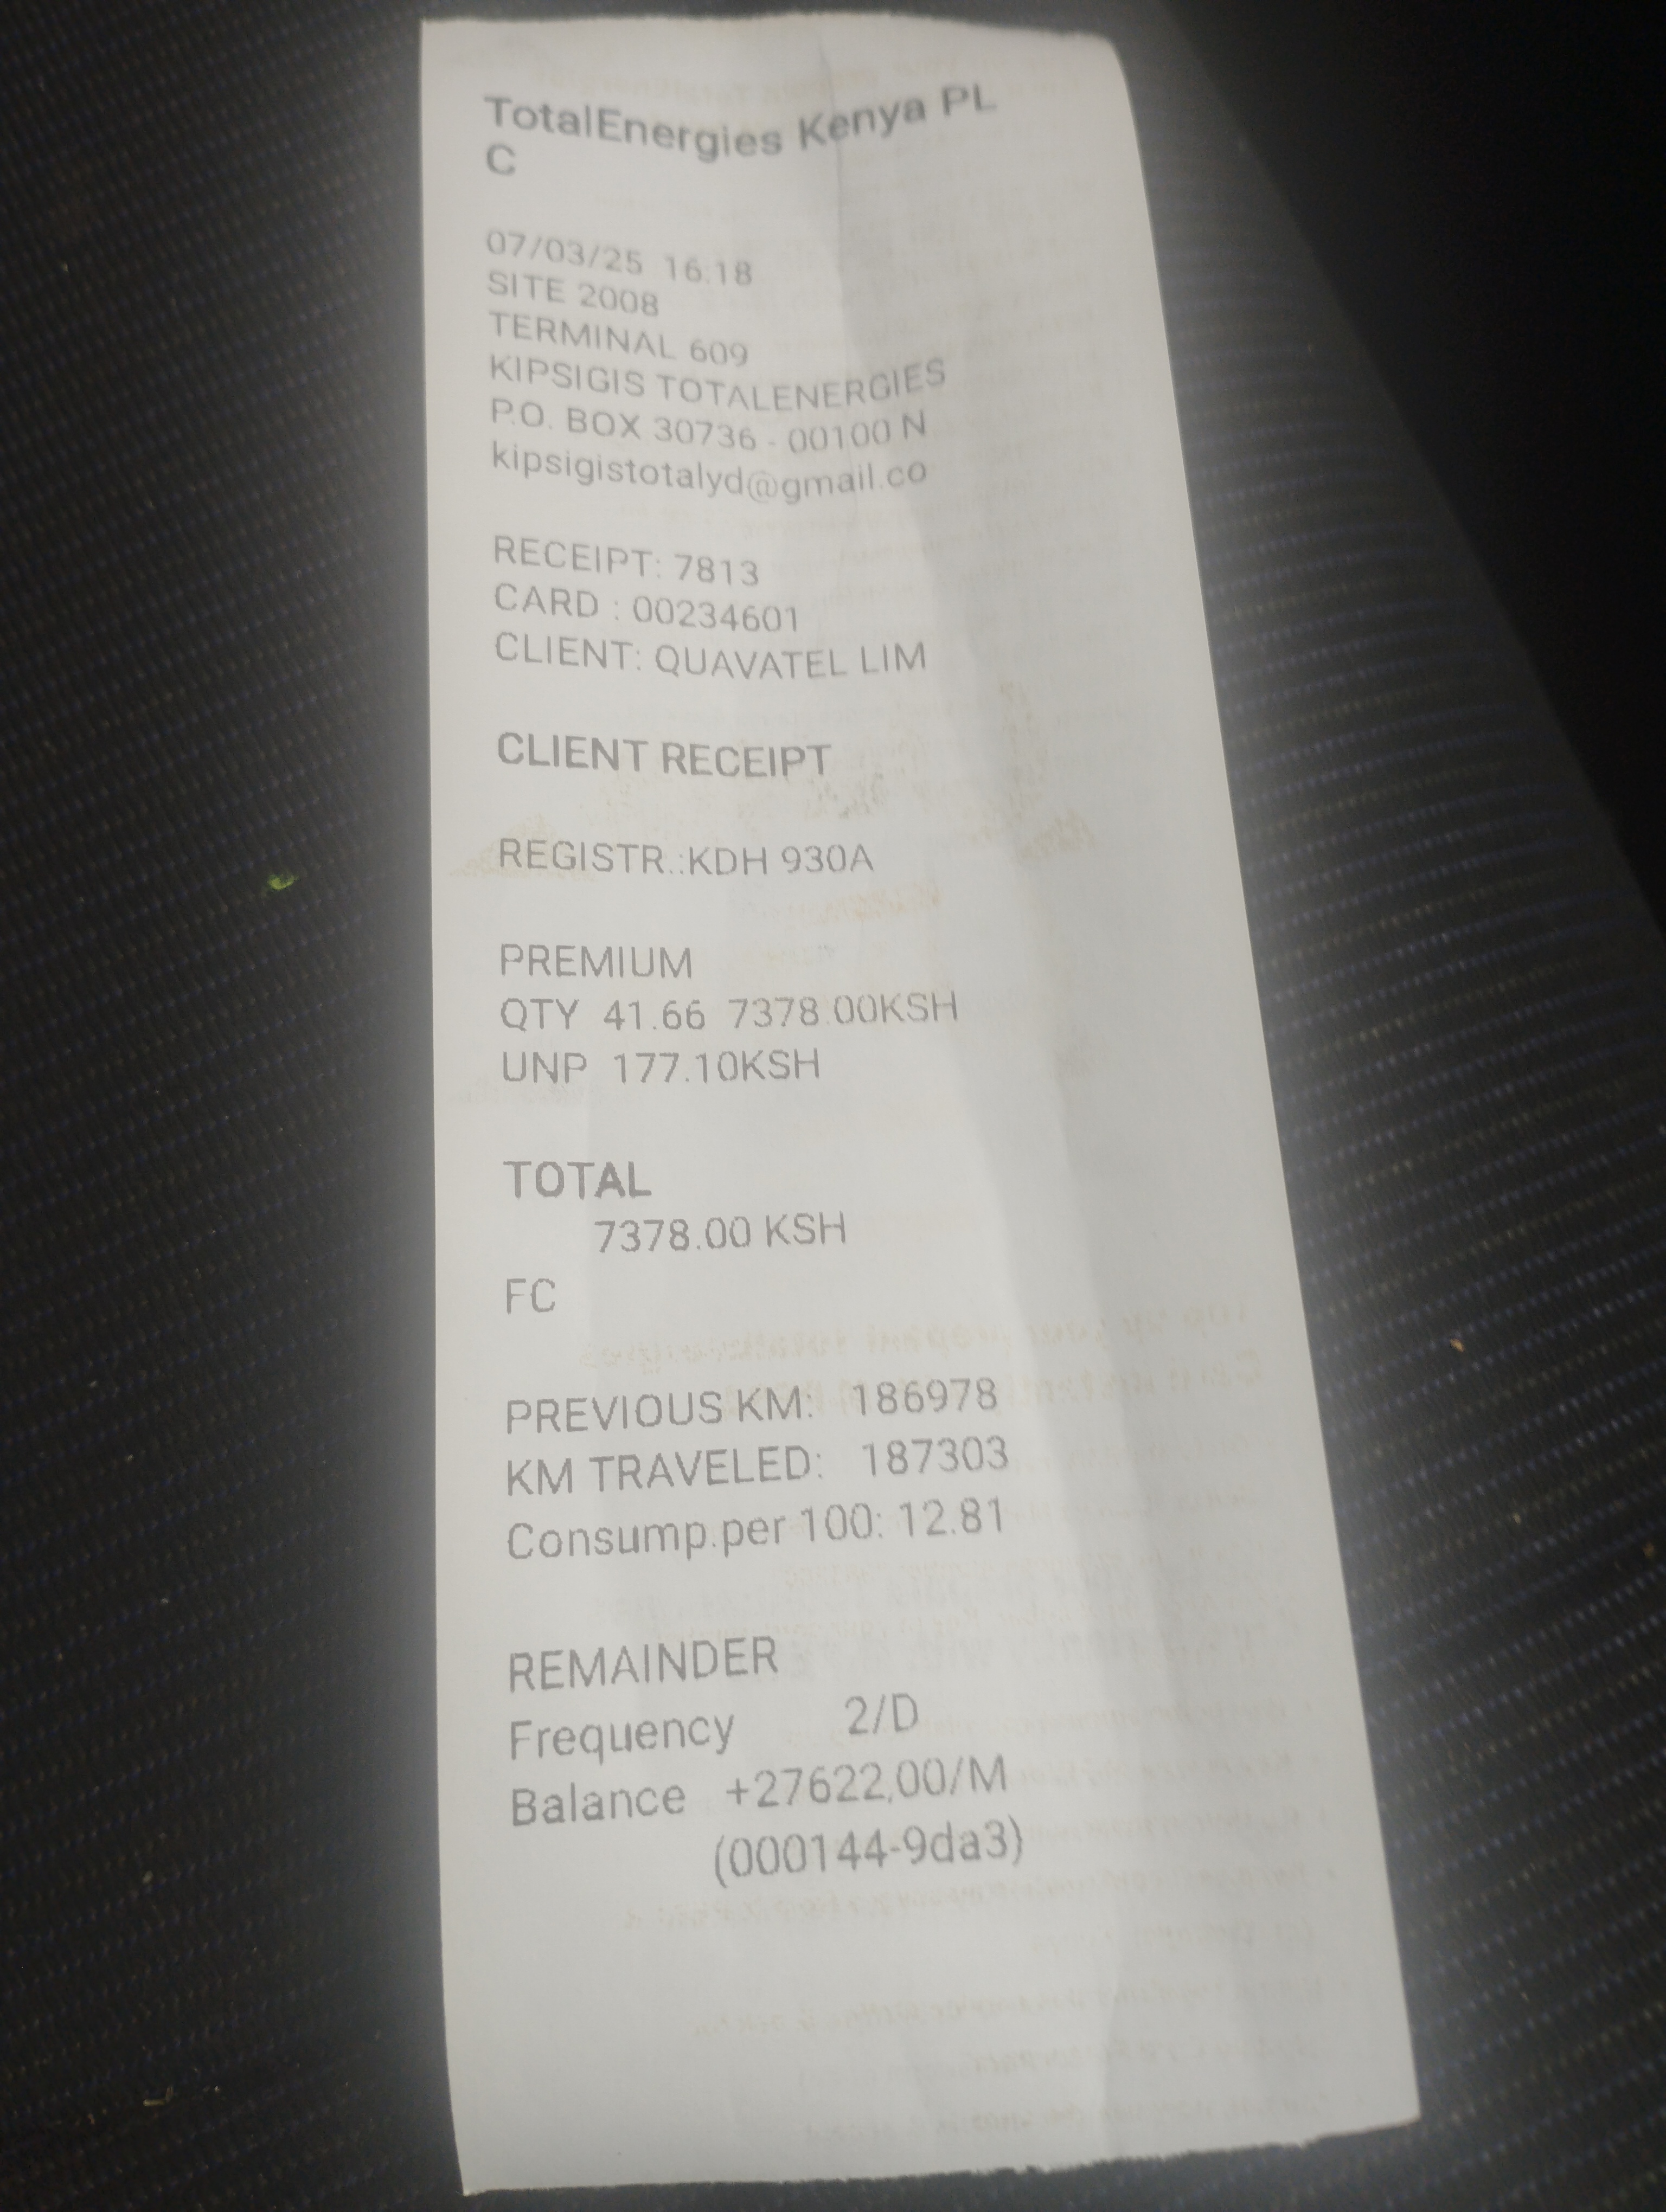 TotalEnergies Kenya PL
C
07/03/25 16:18
SITE 2008
TERMINAL 609
KIPSIGIS TOTALENERGIES
P.O. BOX 30736 - 00100 N
kipsigistotalyd@gmail.co
RECEIPT: 7813
CARD : 00234601
CLIENT: QUAVATEL LIM
CLIENT RECEIPT
REGISTR.:KDH 930A
PREMIUM
QTY 41.66 7378.00KSH
UNP 177.10KSH
TOTAL
7378.00 KSH
FC
PREVIOUS KM: 186978
KM TRAVELED: 187303
Consump.per 100: 12.81
REMAINDER
Frequency 2/D
Balance +27622,00/M
(000144-9da3)